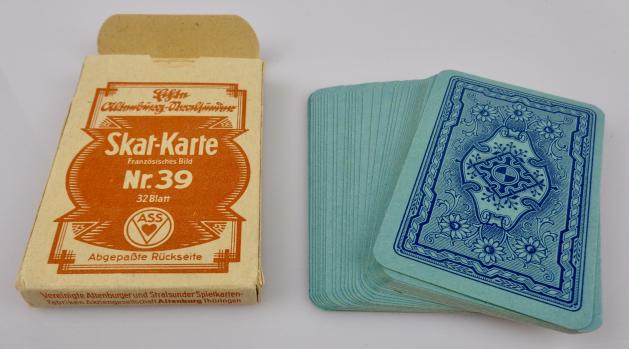 Echte
Altenburg-Stralsunder
Skat-Karte
Französisches Bild
Nr. 39
32 Blatt
ASS
Abgepaßte Rückseite
Vereinigte Altenburger und Stralsunder Spielkarten-
Fabriken Aktiengesellschaft Altenburg Thüringen